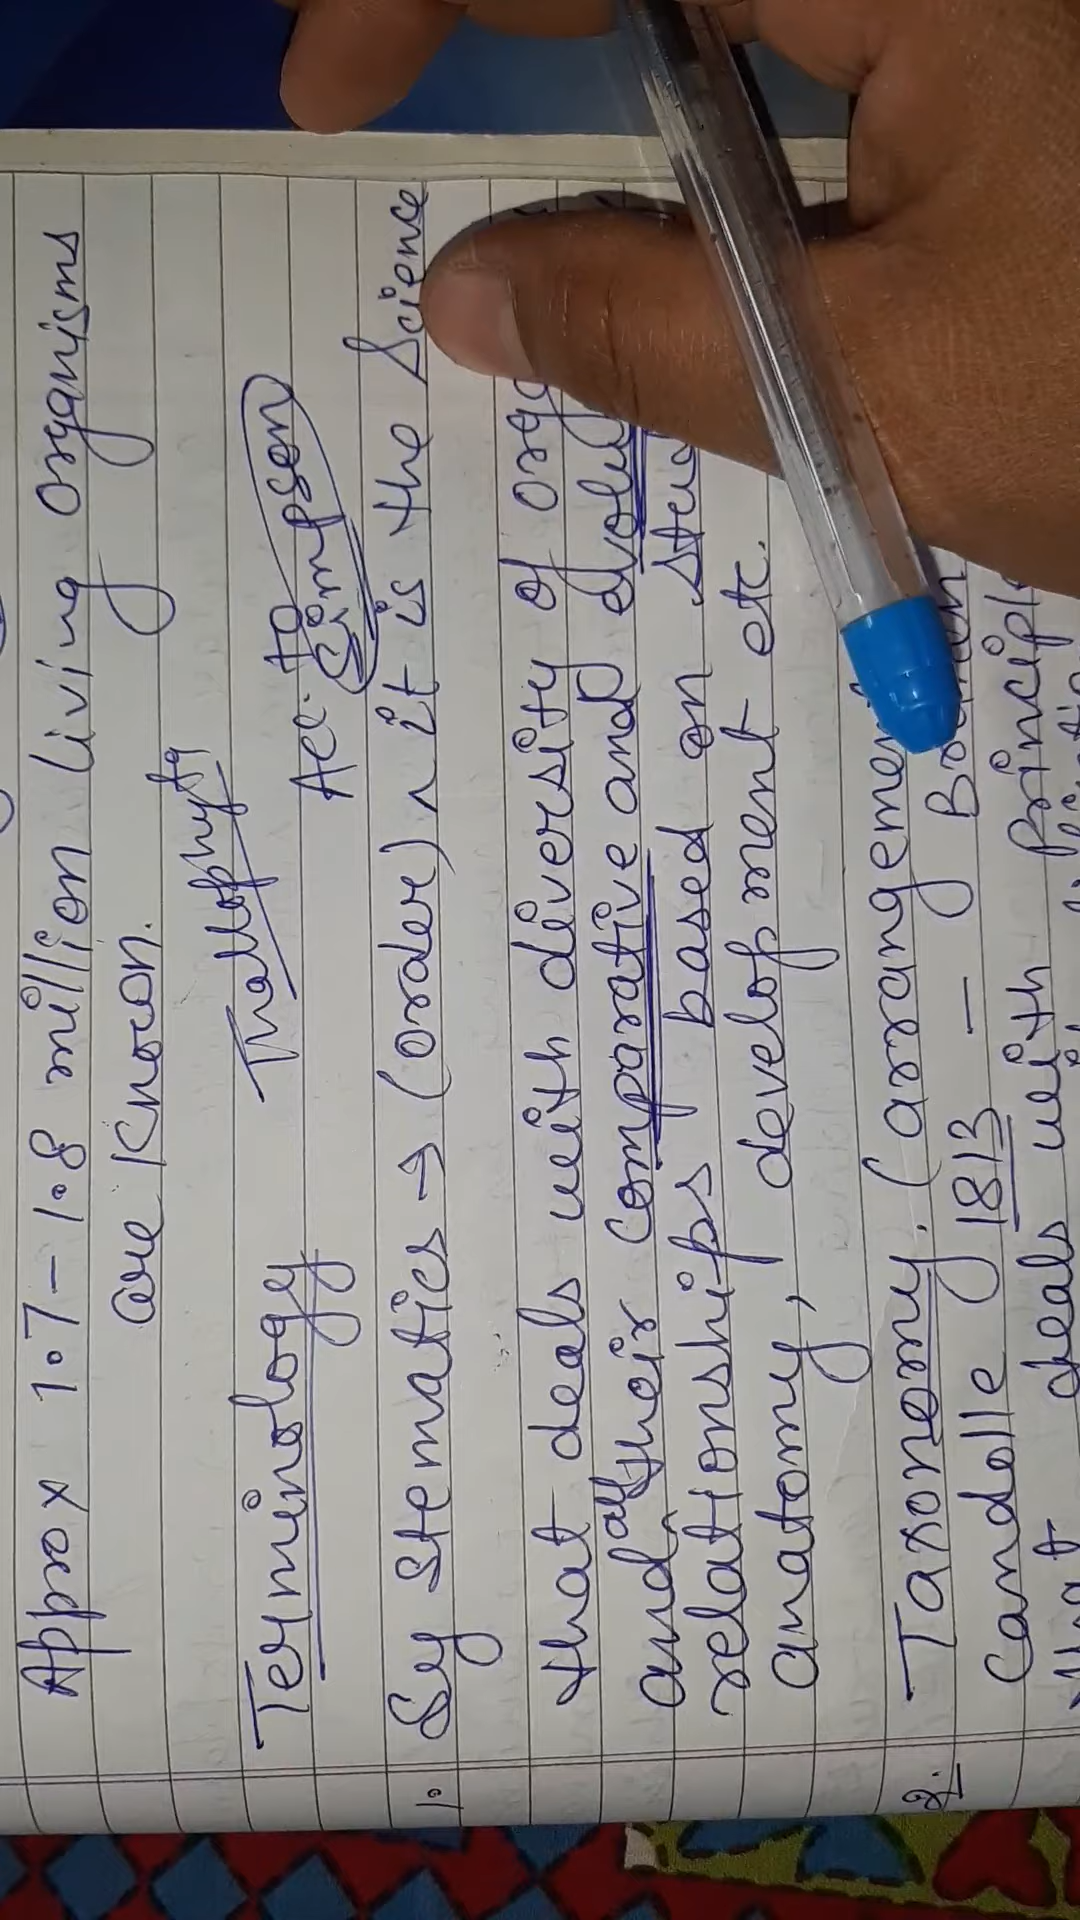 Approx 1.7 - 1.8 million living organisms
are known.
Thallophyta
Terminology
Acc. to
Simpson
1. Systematics → (order) it is the science
that deals with diversity of
and all their comparative and
relationships based on
anatomy, development etc.
2. Taxonomy. (
Candolle 1813 -
that deals with